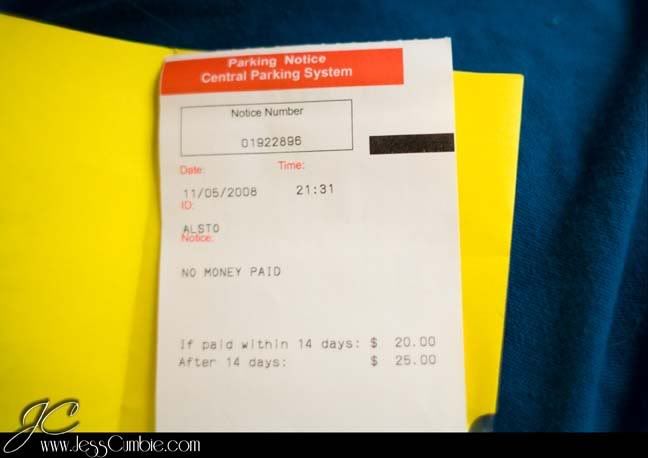 Parking Notice
Central Parking System
Notice Number
01922896
Date: Time:
11/05/2008 21:31
ID:
ALSTO
Notice:
NO MONEY PAID
If paid within 14 days: $ 20.00
After 14 days: $ 25.00
JC
www.JessCumbie.com